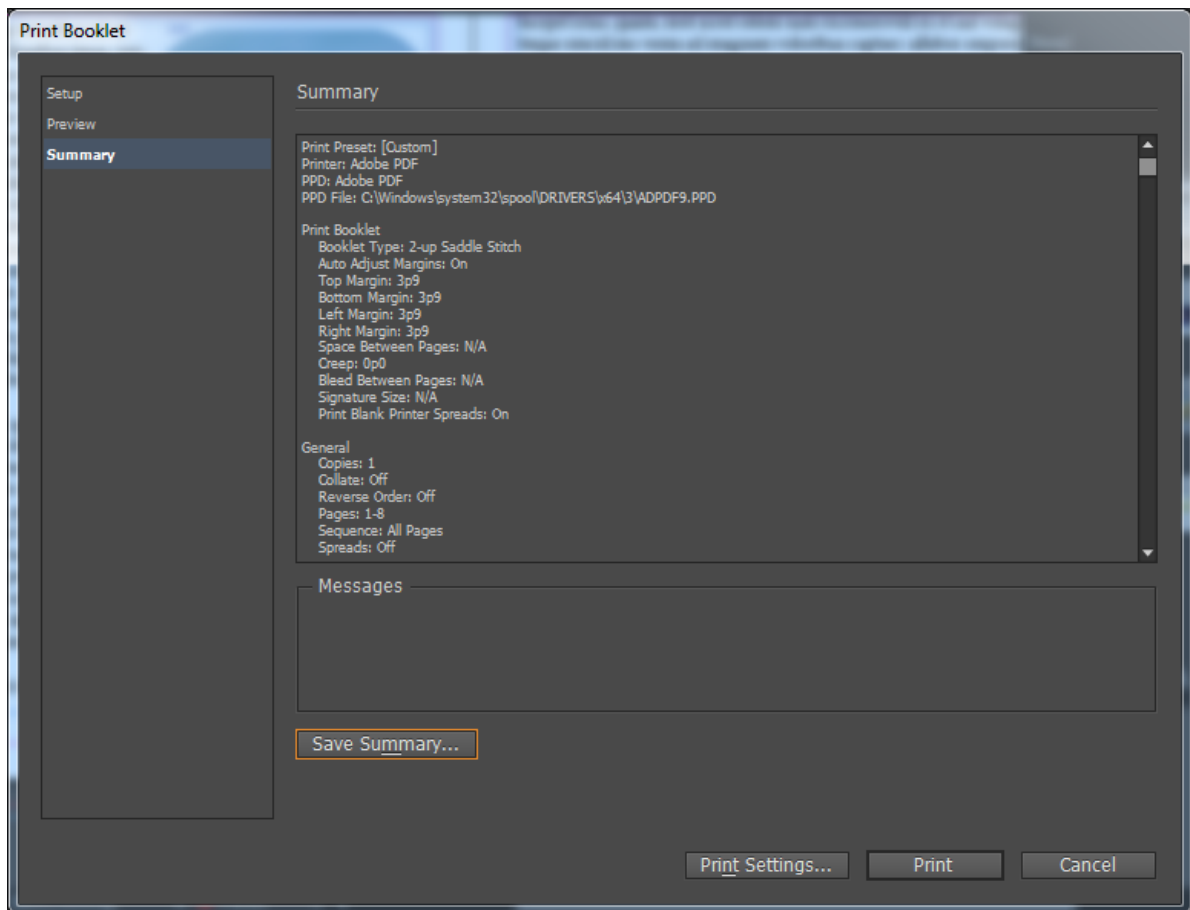 Print Booklet
Setup
Preview
Summary
Summary
Print Preset: [Custom]
Printer: Adobe PDF
PPD: Adobe PDF
PPD File: C:\Windows\system32\spool\DRIVERS\x64\3\ADPDF9.PPD
Print Booklet
Booklet Type: 2-up Saddle Stitch
Auto Adjust Margins: On
Top Margin: 3p9
Bottom Margin: 3p9
Left Margin: 3p9
Right Margin: 3p9
Space Between Pages: N/A
Creep: 0p0
Bleed Between Pages: N/A
Signature Size: N/A
Print Blank Printer Spreads: On
General
Copies: 1
Collate: Off
Reverse Order: Off
Pages: 1-8
Sequence: All Pages
Spreads: Off
Messages
Save Summary...
Print Settings...
Print
Cancel